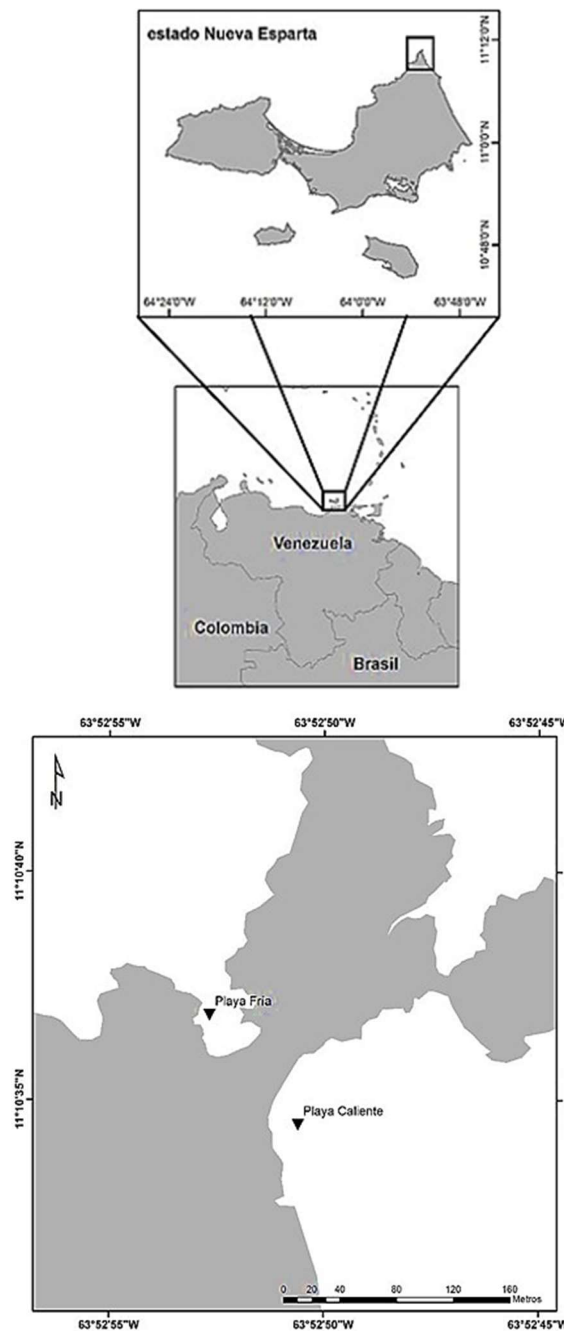 estado Nueva Esparta
11°12'0"N
11°0'0"N
10°48'0"N
64°24'0"W
64°12'0"W
64°0'0"W
63°48'0"W
Venezuela
Colombia
Brasil
63°52'55"W
63°52'50"W
63°52'45"W
N
11°10'40"N
Playa Fria
11°10'35"N
Playa Caliente
0 20 40 80 120 160
Metros
63°52'55"W
63°52'50"W
63°52'45"W